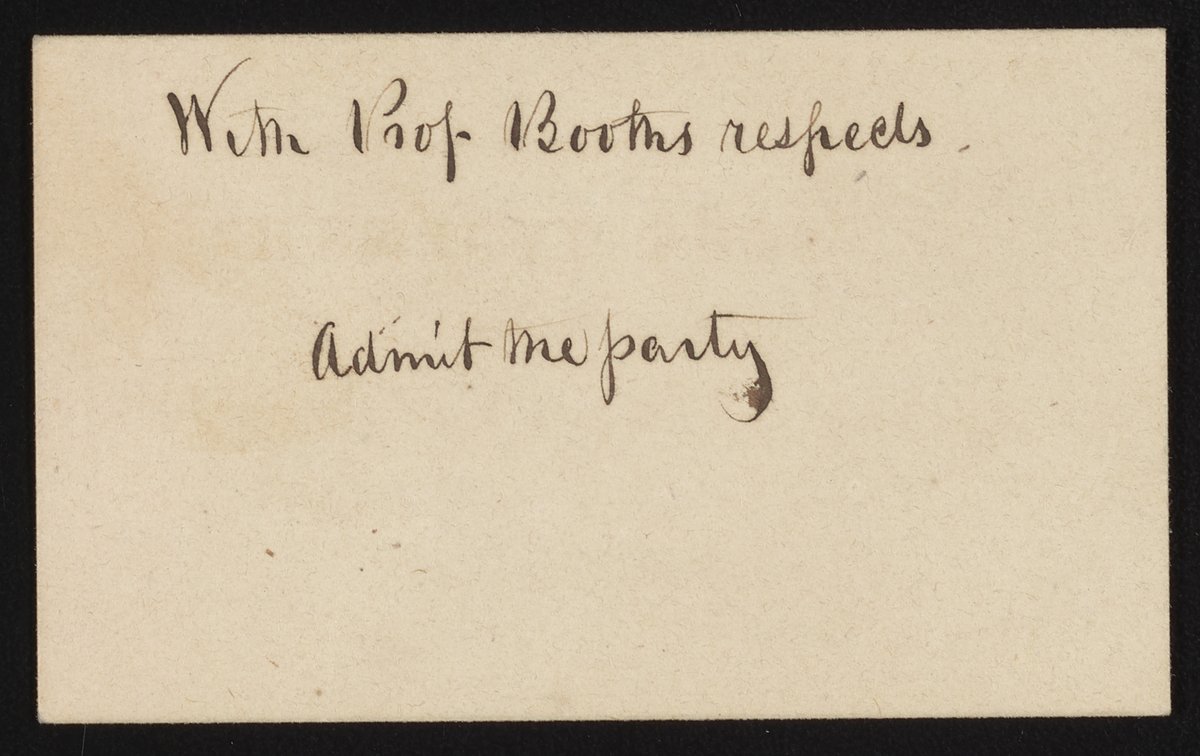 With Prof Booths respects.
Admit the party